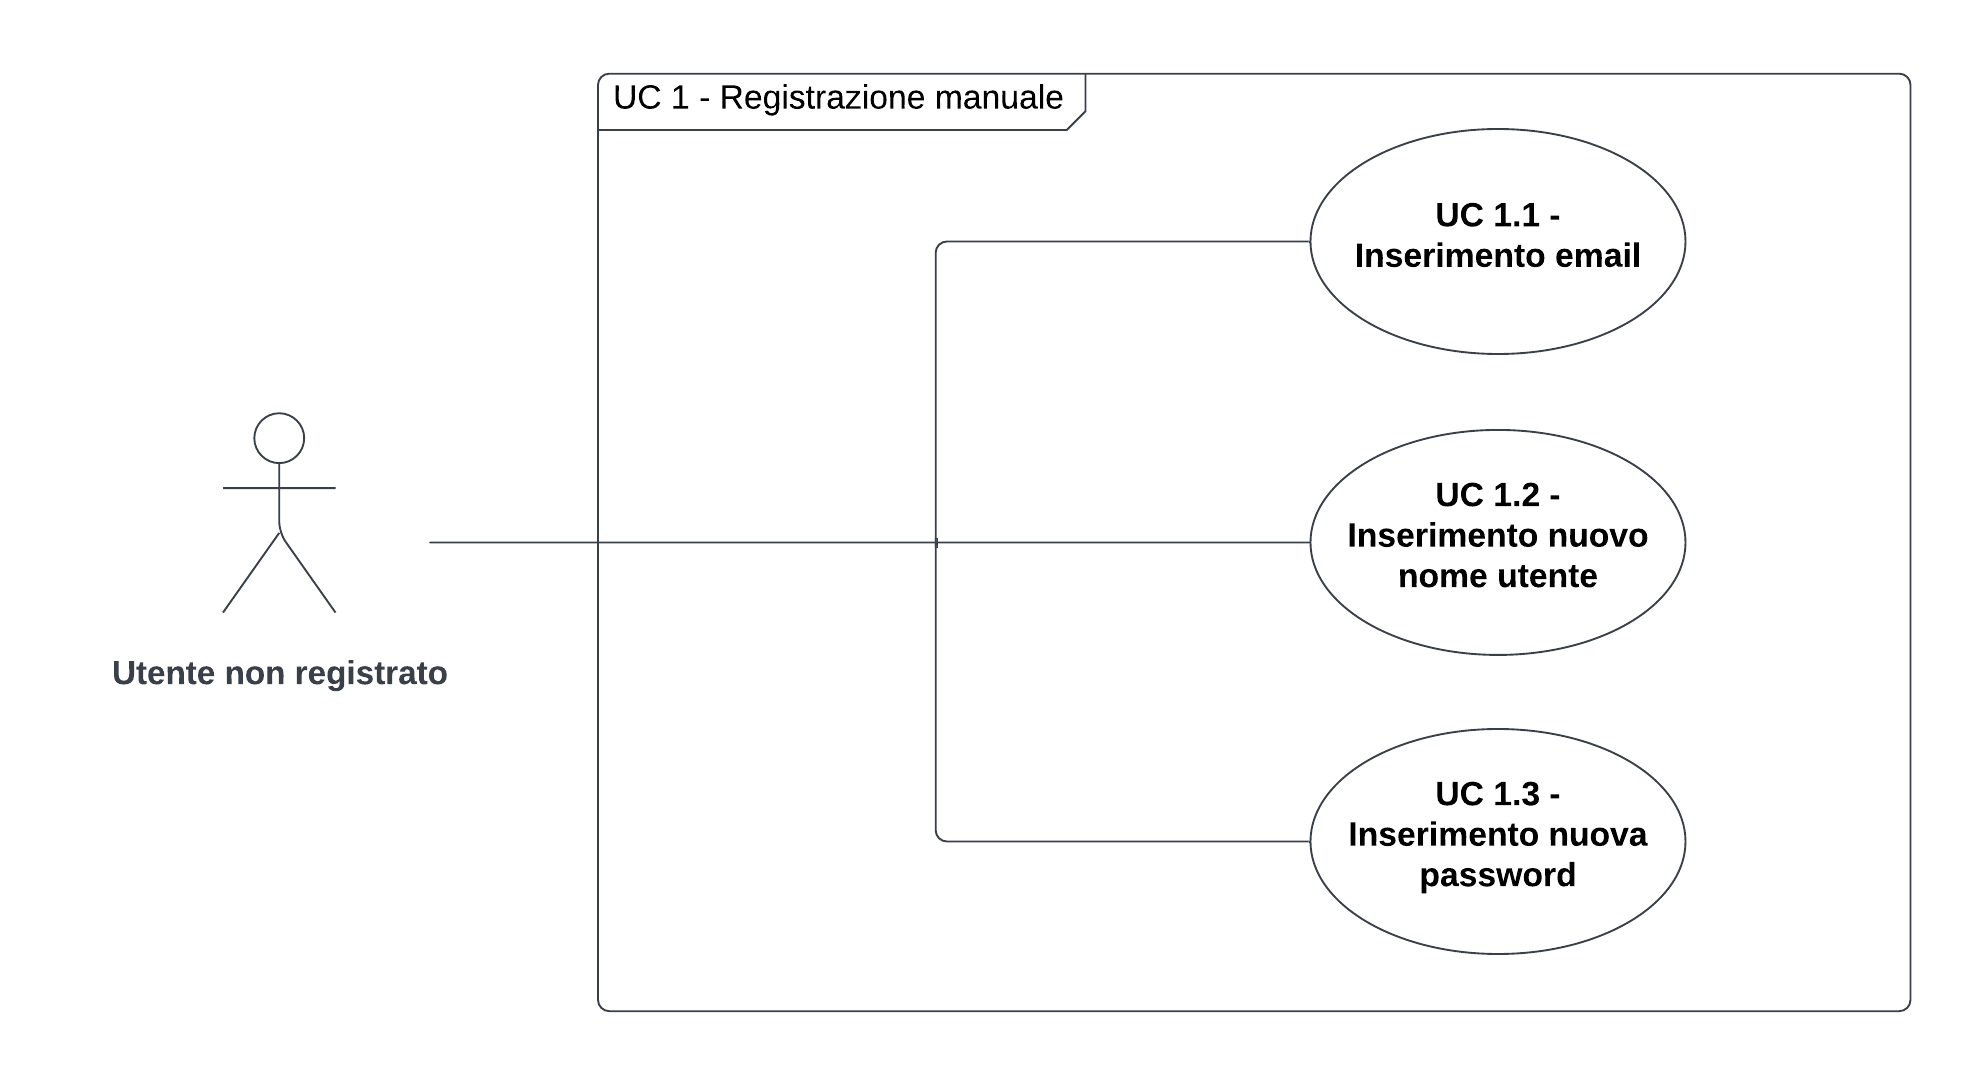 UC 1 - Registrazione manuale
UC 1.1 -
Inserimento email
UC 1.2 -
Inserimento nuovo
nome utente
Utente non registrato
UC 1.3 -
Inserimento nuova
password